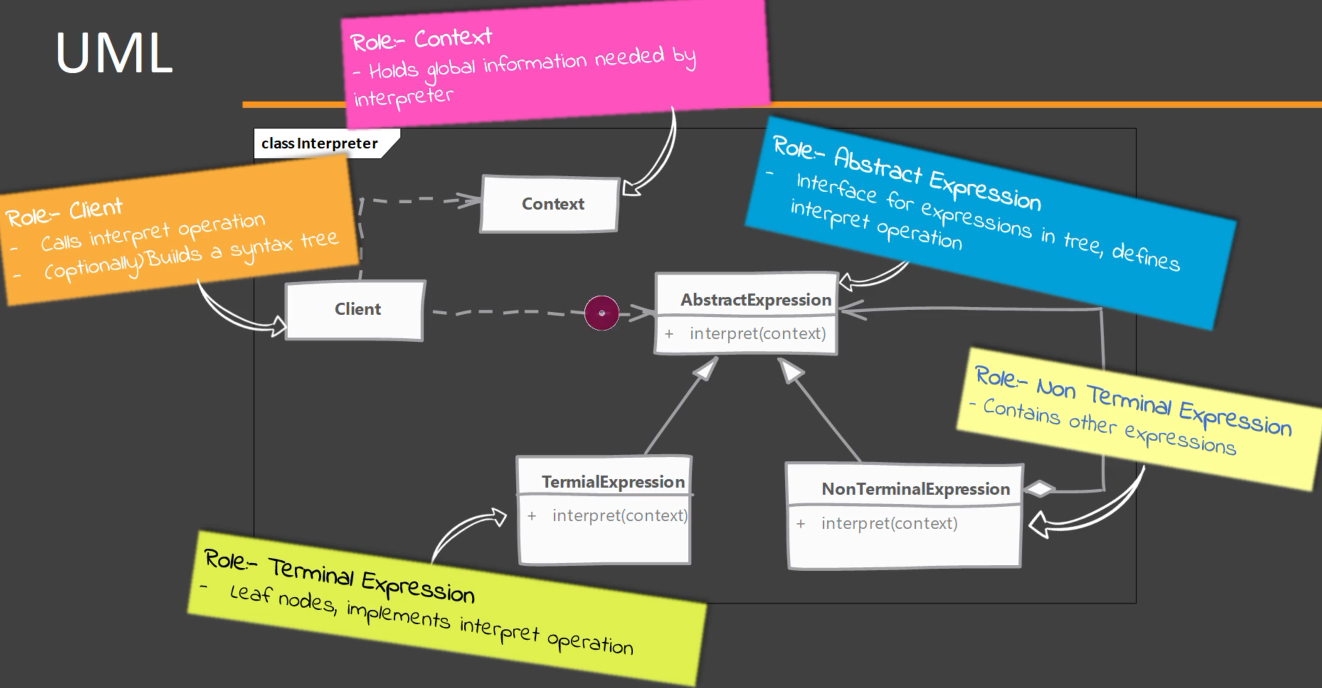 UML
Role:- Context
- Holds global information needed by
interpreter
class Interpreter
Role:- Client
- Calls interpret operation
- (optionally)Builds a syntax tree
Context
Role:- Abstract Expression
- Interface for expressions in tree, defines
interpret operation
Client
AbstractExpression
+ interpret(context)
Role:- Non Terminal Expression
- Contains other expressions
TermialExpression
+ interpret(context)
NonTerminalExpression
+ interpret(context)
Role:- Terminal Expression
- Leaf nodes, implements interpret operation